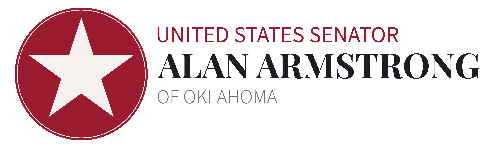 UNITED STATES SENATOR
ALAN ARMSTRONG
OF OKLAHOMA